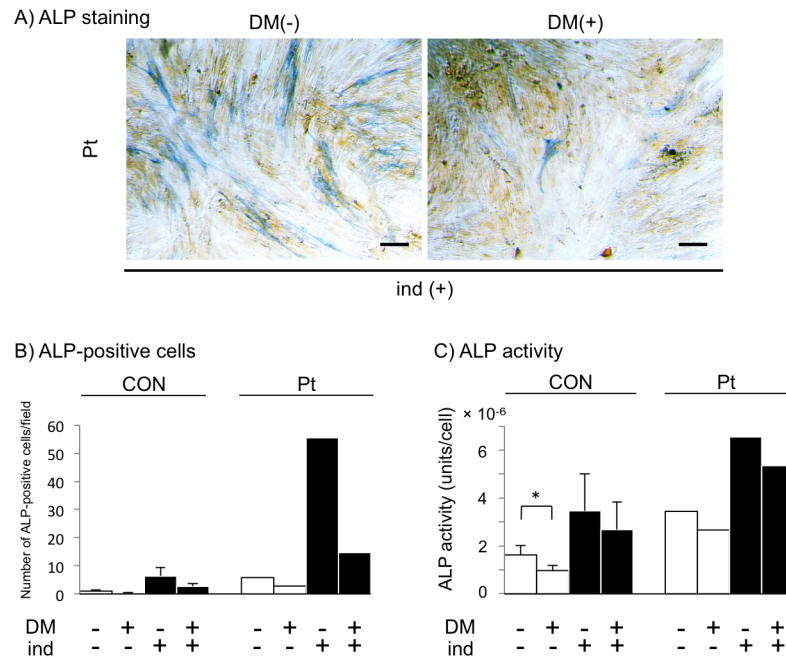 A) ALP staining
DM(-) DM(+)
Pt
ind (+)
B) ALP-positive cells
CON Pt
Number of ALP-positive cells/field
60
50
40
30
20
10
0
DM - + - + - + - +
ind - - + + - - + +
C) ALP activity
CON Pt
× 10⁻⁶
ALP activity (units/cell)
6
4
2
0
*
DM - + - + - + - +
ind - - + + - - + +